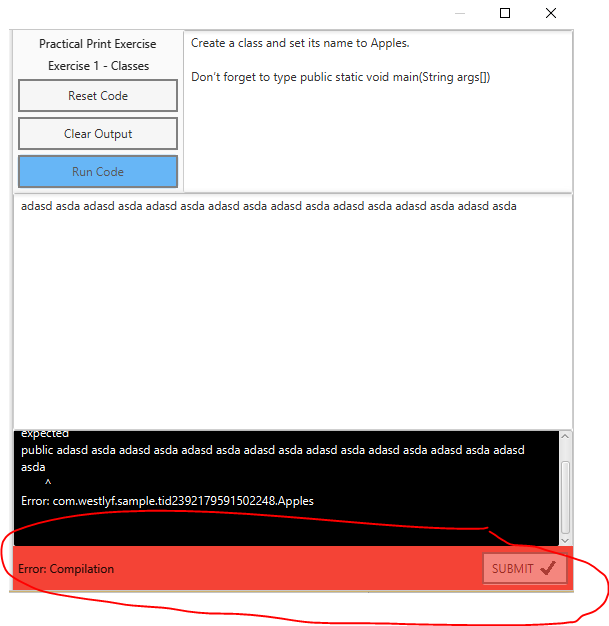 Practical Print Exercise
Exercise 1 - Classes
Reset Code
Clear Output
Run Code
Create a class and set its name to Apples.
Don't forget to type public static void main(String args[])
adasd asda adasd asda adasd asda adasd asda adasd asda adasd asda adasd asda adasd asda
expected
public adasd asda adasd asda adasd asda adasd asda adasd asda adasd asda adasd asda adasd
asda
^
Error: com.westlyf.sample.tid2392179591502248.Apples
Error: Compilation
SUBMIT